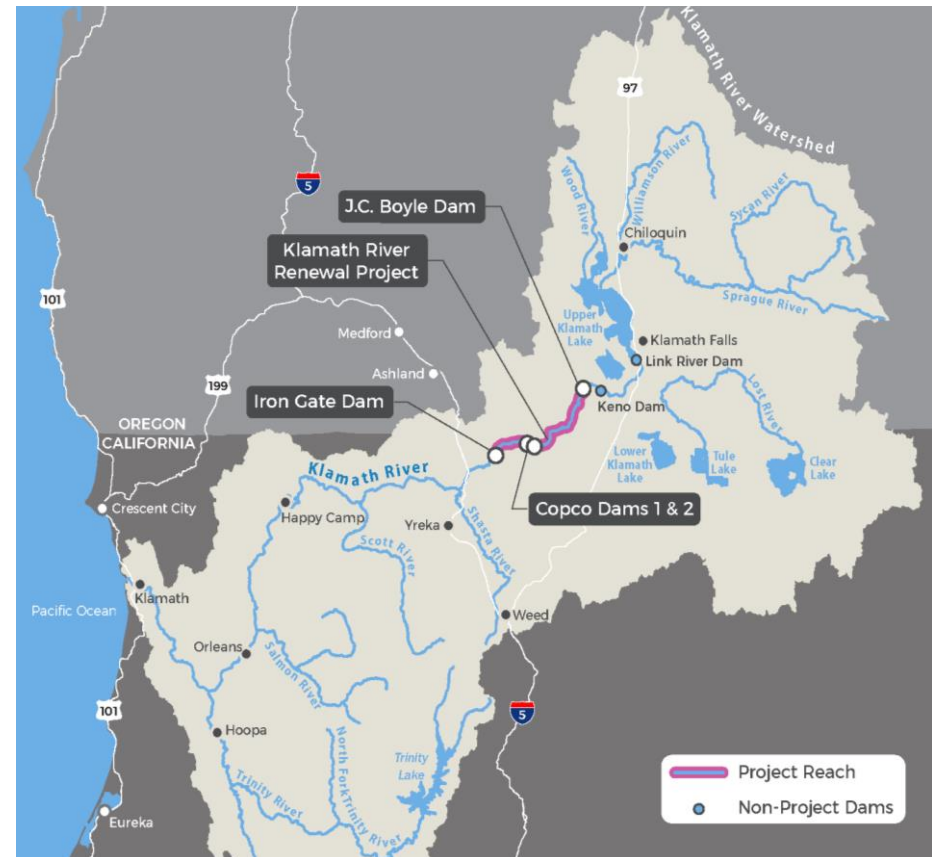 Klamath River Watershed
97
5
Wood River
Williamson River
Sycan River
J.C. Boyle Dam
Klamath River
Renewal Project
Chiloquin
Sprague River
101
Upper
Klamath
Lake
Medford
Klamath Falls
Link River Dam
199
Ashland
Iron Gate Dam
Keno Dam
Lost River
OREGON
CALIFORNIA
Klamath River
Lower
Klamath
Lake
Tule
Lake
Clear
Lake
Crescent City
Happy Camp
Yreka
Copco Dams 1 & 2
Scott River
Shasta River
Klamath
Pacific Ocean
Weed
Orleans
Salmon River
101
5
Hoopa
Trinity River
North Fork Trinity River
Trinity
Lake
Eureka
Project Reach
Non-Project Dams